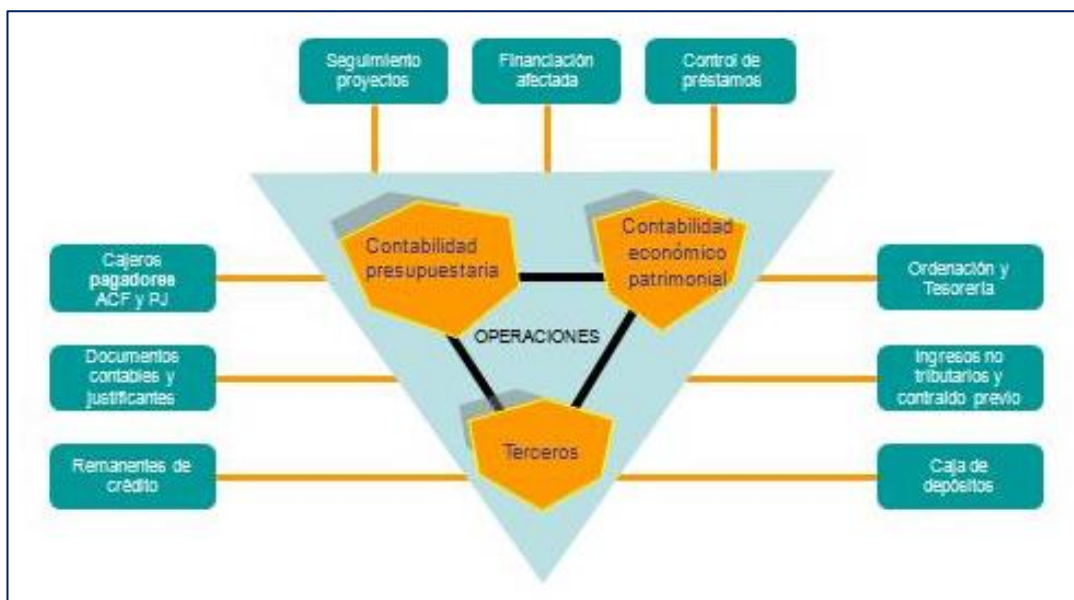 Seguimiento
proyectos
Financiación
afectada
Control de
préstamos
Contabilidad
presupuestaria
Contabilidad
económico
patrimonial
Cajeros
pagadores
ACF y PJ
Ordenación y
Tesorería
OPERACIONES
Documentos
contables y
justificantes
Ingresos no
tributarios y
contraído previo
Terceros
Remanentes de
crédito
Caja de
depósitos